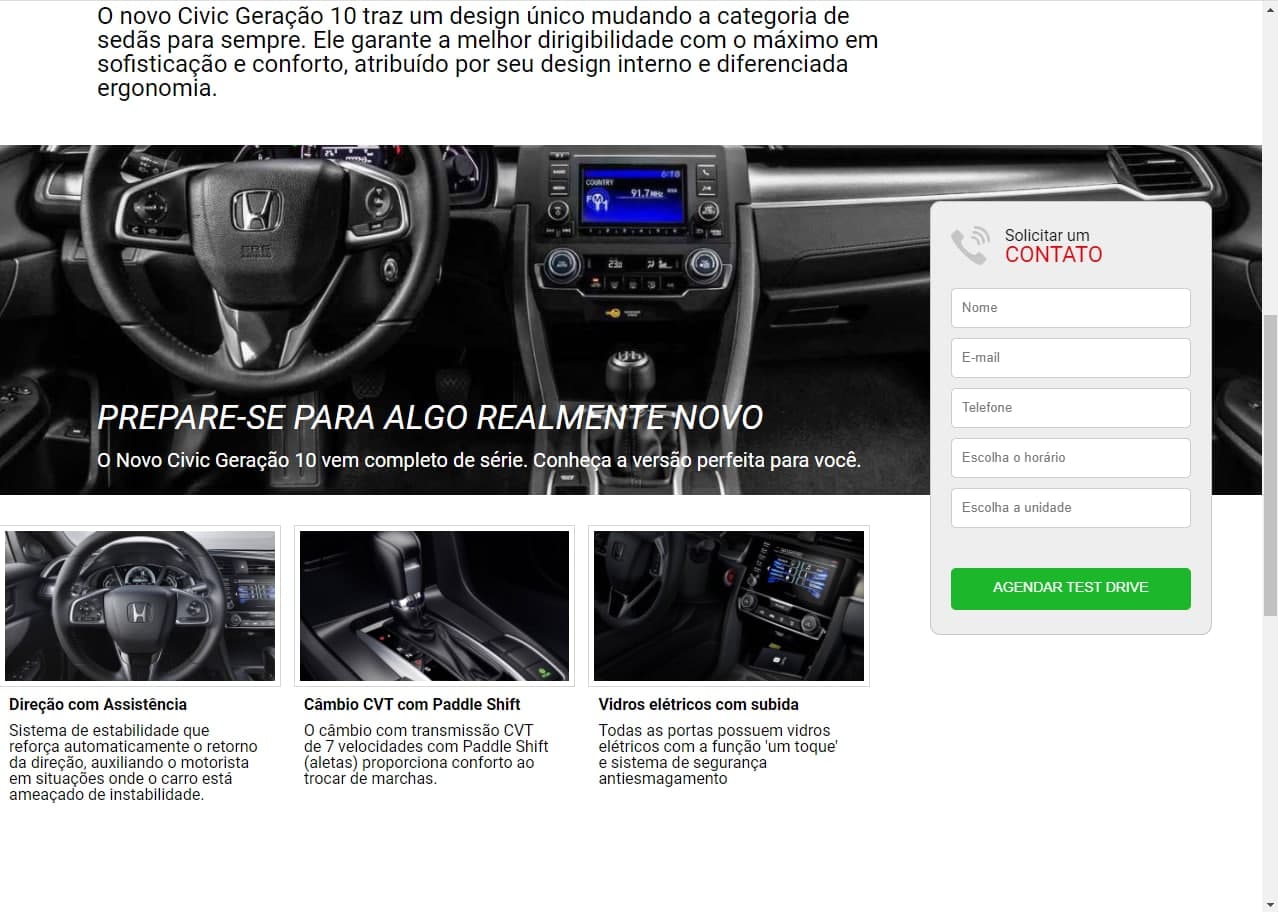 O novo Civic Geração 10 traz um design único mudando a categoria de
sedãs para sempre. Ele garante a melhor dirigibilidade com o máximo em
sofisticação e conforto, atribuído por seu design interno e diferenciada
ergonomia.
6:18
COUNTRY
91.7MHz
FM
PREPARE-SE PARA ALGO REALMENTE NOVO
O Novo Civic Geração 10 vem completo de série. Conheça a versão perfeita para você.
Solicitar um
CONTATO
Nome
E-mail
Telefone
Escolha o horário
Escolha a unidade
AGENDAR TEST DRIVE
Direção com Assistência
Sistema de estabilidade que
reforça automaticamente o retorno
da direção, auxiliando o motorista
em situações onde o carro está
ameaçado de instabilidade.
Câmbio CVT com Paddle Shift
O câmbio com transmissão CVT
de 7 velocidades com Paddle Shift
(aletas) proporciona conforto ao
trocar de marchas.
Vidros elétricos com subida
Todas as portas possuem vidros
elétricos com a função 'um toque'
e sistema de segurança
antiesmagamento